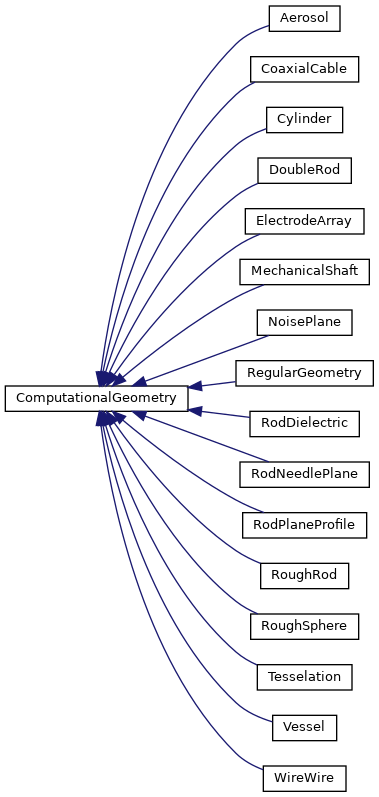 Aerosol
CoaxialCable
Cylinder
DoubleRod
ElectrodeArray
MechanicalShaft
NoisePlane
RegularGeometry
ComputationalGeometry
RodDielectric
RodNeedlePlane
RodPlaneProfile
RoughRod
RoughSphere
Tesselation
Vessel
WireWire